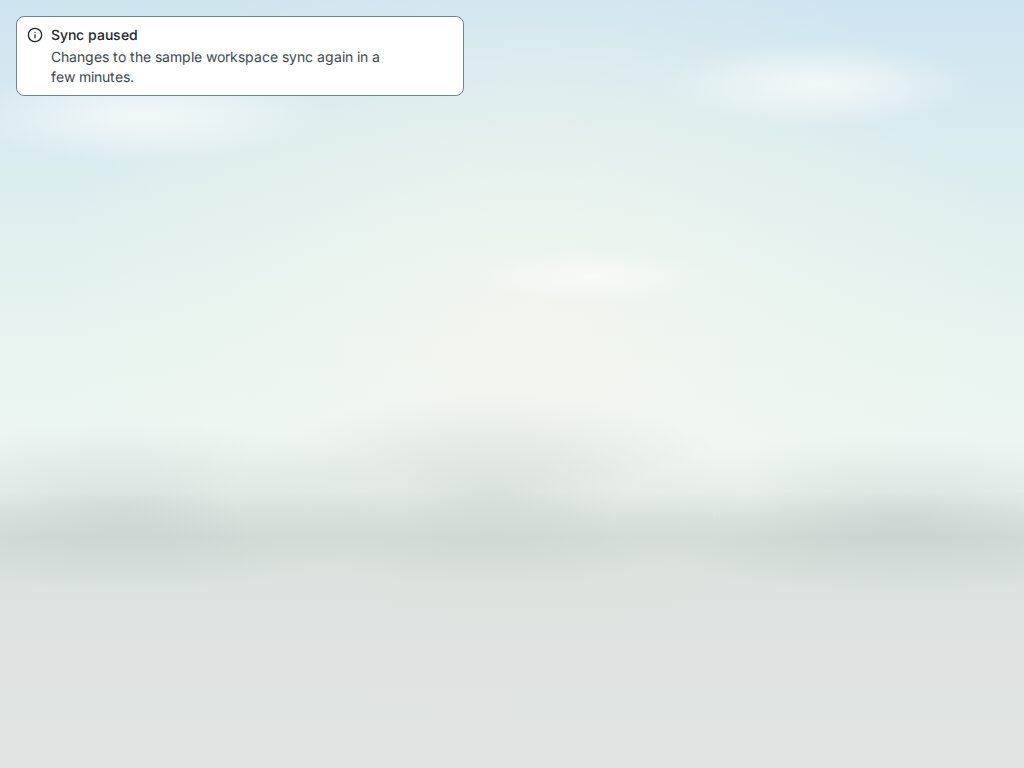 Sync paused
Changes to the sample workspace sync again in a
few minutes.